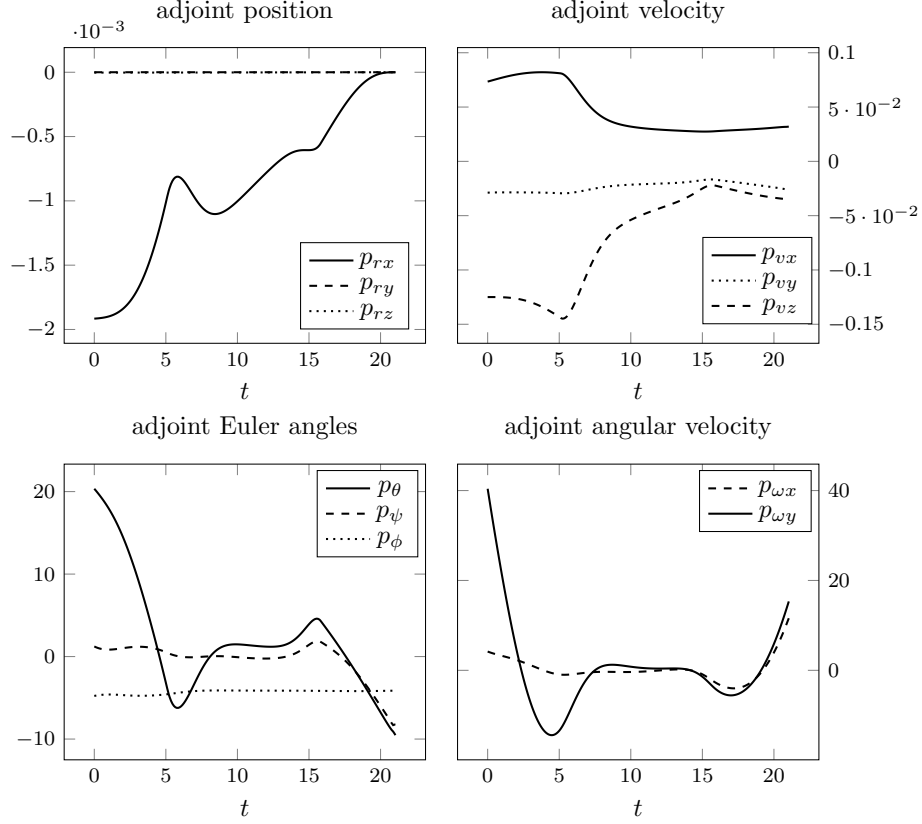 adjoint position
·10⁻³
0
−0.5
−1
−1.5
−2
0 5 10 15 20
t
p_rx
p_ry
p_rz
adjoint velocity
0.1
5 · 10⁻²
0
−5 · 10⁻²
−0.1
−0.15
0 5 10 15 20
t
p_vx
p_vy
p_vz
adjoint Euler angles
20
10
0
−10
0 5 10 15 20
t
p_θ
p_ψ
p_ϕ
adjoint angular velocity
40
20
0
0 5 10 15 20
t
p_ωx
p_ωy